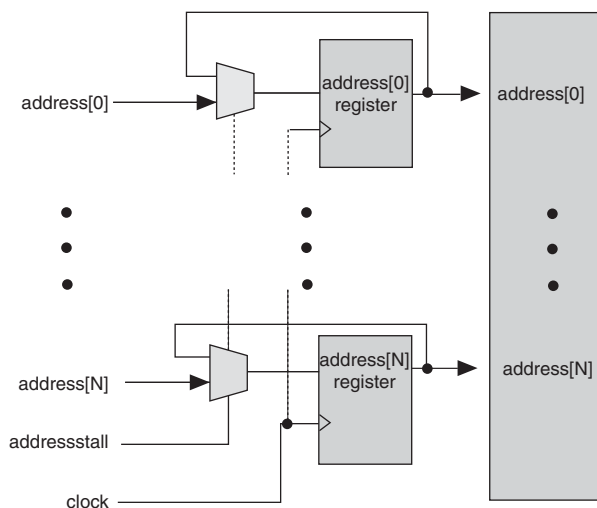 address[0]
address[0]
register
address[0]
address[N]
address[N]
register
address[N]
addressstall
clock